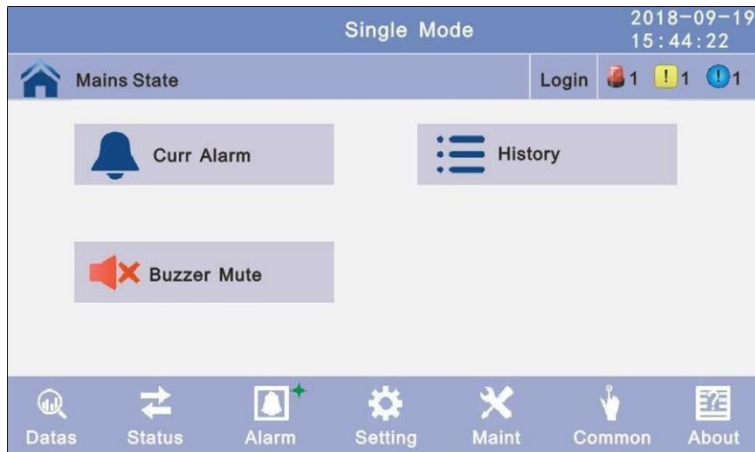 Single Mode
2018-09-19
15:44:22
Mains State
Login
1
! 1
! 1
Curr Alarm
History
Buzzer Mute
Datas
Status
Alarm
Setting
Maint
Common
About